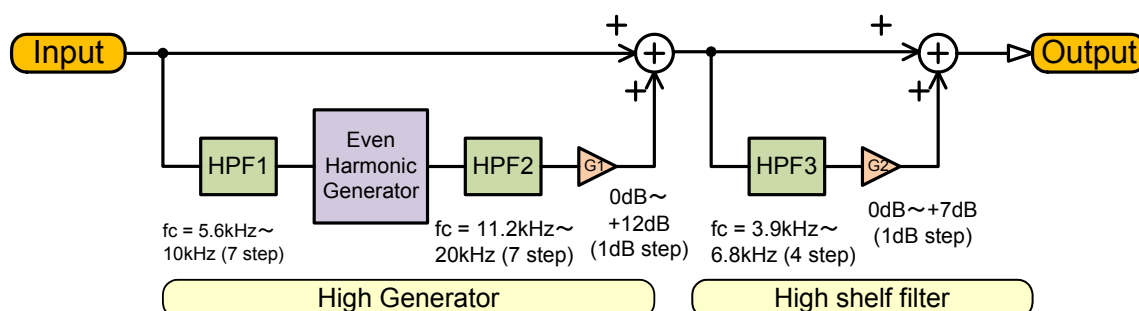 Input
+
+
+
+
+
+
Output
HPF1
Even
Harmonic
Generator
HPF2
G1
HPF3
G2
fc = 5.6kHz～
10kHz (7 step)
fc = 11.2kHz～
20kHz (7 step)
0dB～
+12dB
(1dB step)
fc = 3.9kHz～
6.8kHz (4 step)
0dB～+7dB
(1dB step)
High Generator
High shelf filter